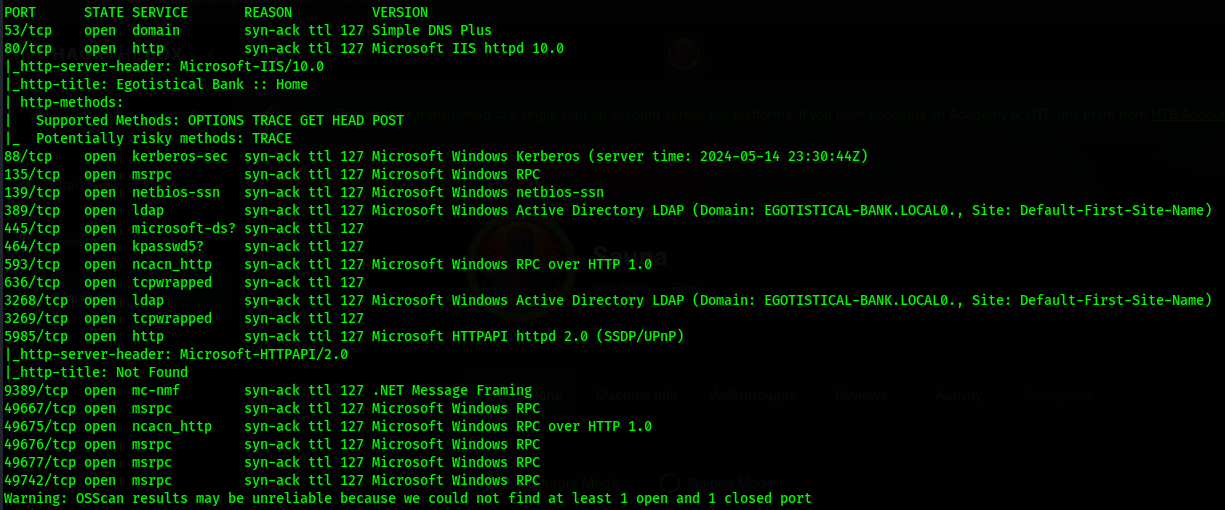 PORT STATE SERVICE REASON VERSION
53/tcp open domain syn-ack ttl 127 Simple DNS Plus
80/tcp open http syn-ack ttl 127 Microsoft IIS httpd 10.0
|_http-server-header: Microsoft-IIS/10.0
|_http-title: Egotistical Bank :: Home
| http-methods:
|   Supported Methods: OPTIONS TRACE GET HEAD POST
|_  Potentially risky methods: TRACE
88/tcp open kerberos-sec syn-ack ttl 127 Microsoft Windows Kerberos (server time: 2024-05-14 23:30:44Z)
135/tcp open msrpc syn-ack ttl 127 Microsoft Windows RPC
139/tcp open netbios-ssn syn-ack ttl 127 Microsoft Windows netbios-ssn
389/tcp open ldap syn-ack ttl 127 Microsoft Windows Active Directory LDAP (Domain: EGOTISTICAL-BANK.LOCAL0., Site: Default-First-Site-Name)
445/tcp open microsoft-ds? syn-ack ttl 127
464/tcp open kpasswd5? syn-ack ttl 127
593/tcp open ncacn_http syn-ack ttl 127 Microsoft Windows RPC over HTTP 1.0
636/tcp open tcpwrapped syn-ack ttl 127
3268/tcp open ldap syn-ack ttl 127 Microsoft Windows Active Directory LDAP (Domain: EGOTISTICAL-BANK.LOCAL0., Site: Default-First-Site-Name)
3269/tcp open tcpwrapped syn-ack ttl 127
5985/tcp open http syn-ack ttl 127 Microsoft HTTPAPI httpd 2.0 (SSDP/UPnP)
|_http-server-header: Microsoft-HTTPAPI/2.0
|_http-title: Not Found
9389/tcp open mc-nmf syn-ack ttl 127 .NET Message Framing
49667/tcp open msrpc syn-ack ttl 127 Microsoft Windows RPC
49675/tcp open ncacn_http syn-ack ttl 127 Microsoft Windows RPC over HTTP 1.0
49676/tcp open msrpc syn-ack ttl 127 Microsoft Windows RPC
49677/tcp open msrpc syn-ack ttl 127 Microsoft Windows RPC
49742/tcp open msrpc syn-ack ttl 127 Microsoft Windows RPC
Warning: OSScan results may be unreliable because we could not find at least 1 open and 1 closed port